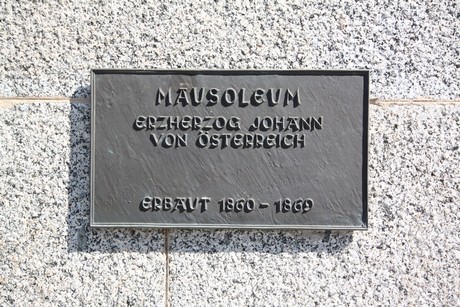 MAUSOLEUM
ERZHERZOG JOHANN
VON ÖSTERREICH
ERBAUT 1860 - 1869